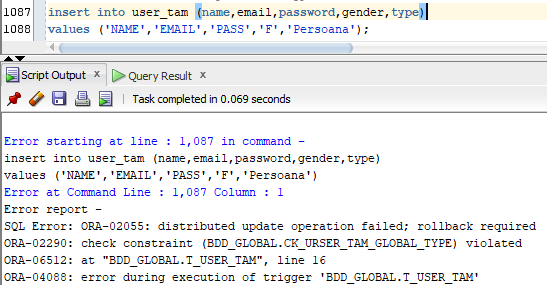 1087 insert into user_tam (name,email,password,gender,type)
1088 values ('NAME','EMAIL','PASS','F','Persoana');
Script Output x Query Result x
Task completed in 0.069 seconds
Error starting at line : 1,087 in command -
insert into user_tam (name,email,password,gender,type)
values ('NAME','EMAIL','PASS','F','Persoana')
Error at Command Line : 1,087 Column : 1
Error report -
SQL Error: ORA-02055: distributed update operation failed; rollback required
ORA-02290: check constraint (BDD_GLOBAL.CK_URSER_TAM_GLOBAL_TYPE) violated
ORA-06512: at "BDD_GLOBAL.T_USER_TAM", line 16
ORA-04088: error during execution of trigger 'BDD_GLOBAL.T_USER_TAM'